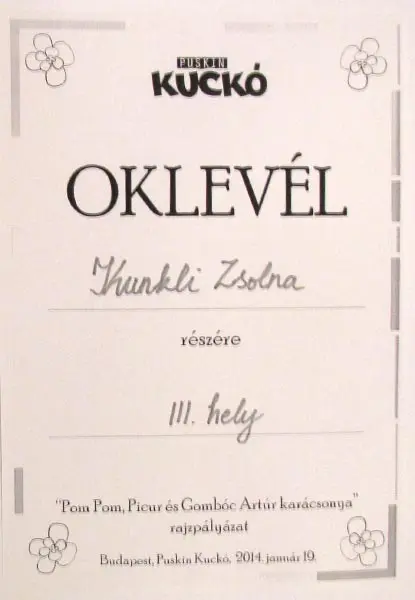 PUSKIN
KUCKÓ
OKLEVÉL
Kunkli Zsolna
részére
III. hely
"Pom Pom, Picur és Gombóc Artúr karácsonya"
rajzpályázat
Budapest, Puskin Kuckó, 2014. január 19.